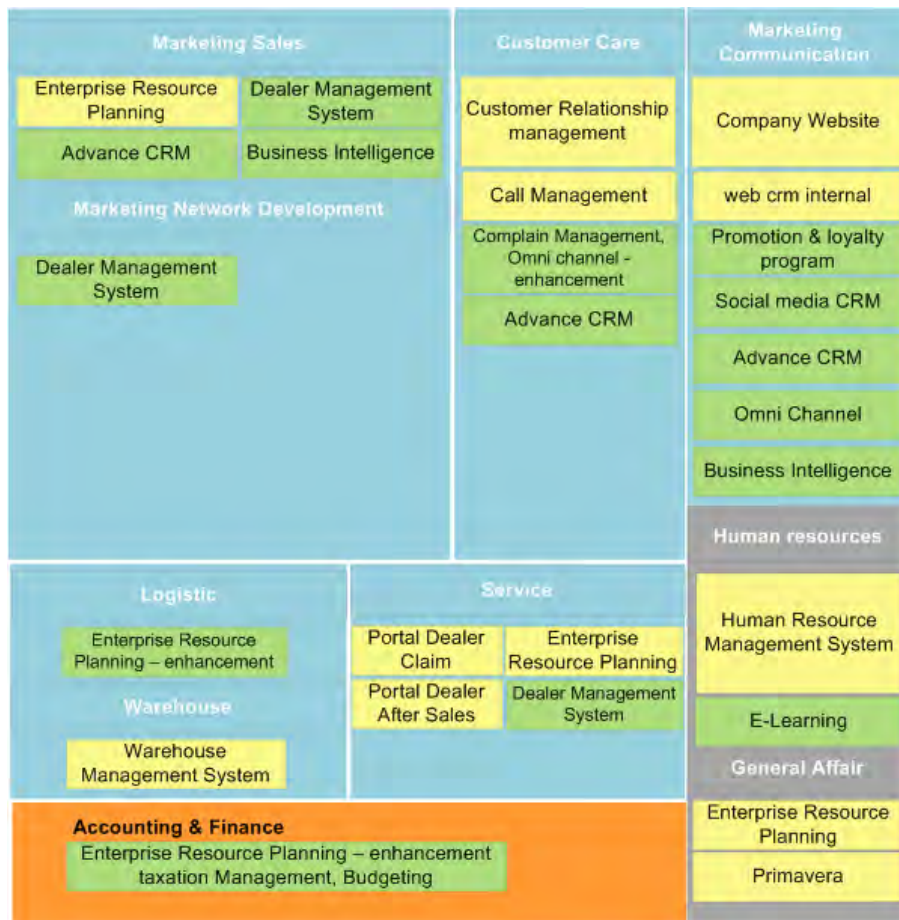 Marketing Sales
Enterprise Resource
Planning
Dealer Management
System
Advance CRM
Business Intelligence
Marketing Network Development
Dealer Management
System
Customer Care
Customer Relationship
management
Call Management
Complain Management,
Omni channel -
enhancement
Advance CRM
Marketing
Communication
Company Website
web crm internal
Promotion & loyalty
program
Social media CRM
Advance CRM
Omni Channel
Business Intelligence
Logistic
Enterprise Resource
Planning – enhancement
Warehouse
Warehouse
Management System
Service
Portal Dealer
Claim
Enterprise
Resource Planning
Portal Dealer
After Sales
Dealer Management
System
Human resources
Human Resource
Management System
E-Learning
General Affair
Enterprise Resource
Planning
Primavera
Accounting & Finance
Enterprise Resource Planning – enhancement
taxation Management, Budgeting